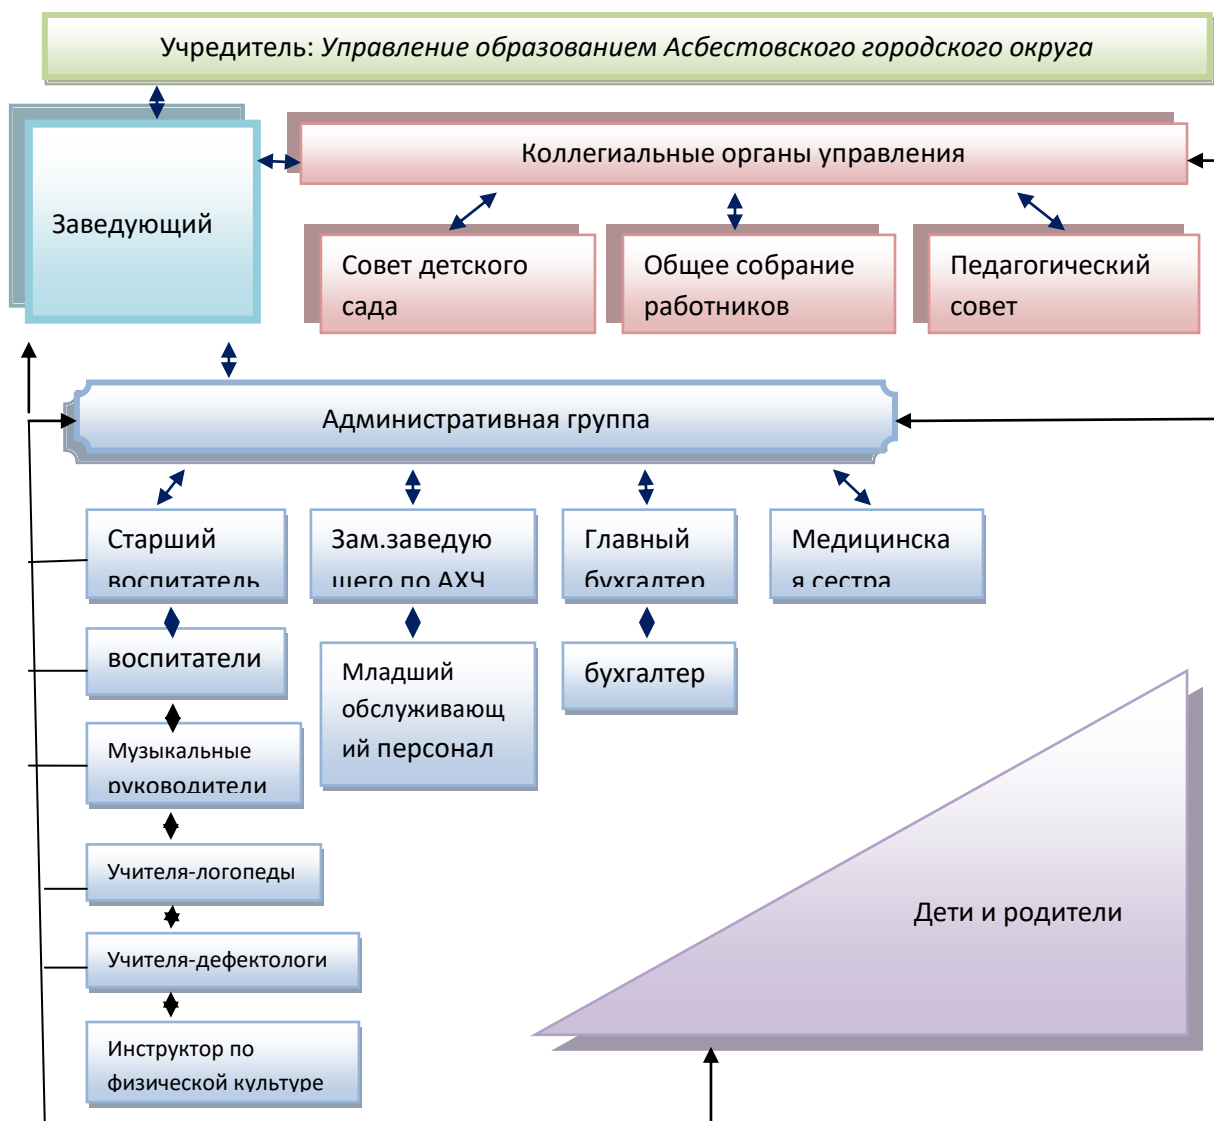 Учредитель: Управление образованием Асбестовского городского округа
Коллегиальные органы управления
Заведующий
Совет детского
сада
Общее собрание
работников
Педагогический
совет
Административная группа
Старший
воспитатель
Зам.заведую
щего по АХЧ
Главный
бухгалтер
Медицинска
я сестра
воспитатели
Младший
обслуживающ
ий персонал
бухгалтер
Музыкальные
руководители
Учителя-логопеды
Дети и родители
Учителя-дефектологи
Инструктор по
физической культуре